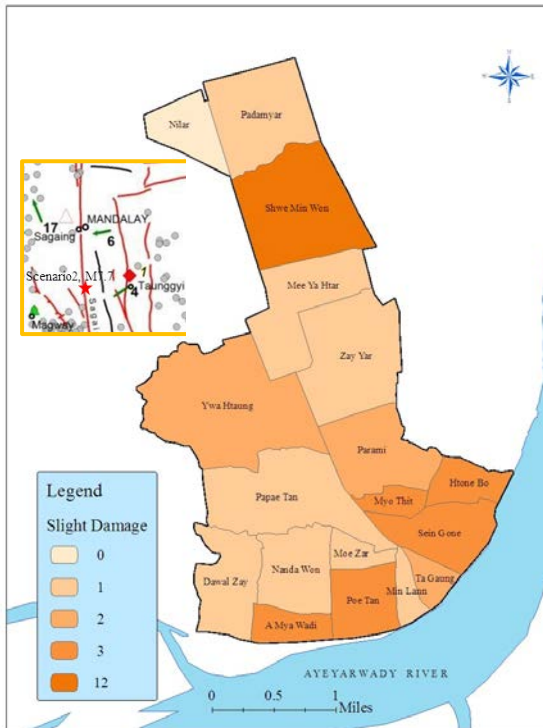 Padamyar
Nilar
Shwe Min Won
17
MANDALAY
Sagaing
6
Scenario2, M7.7
1
4
Taunggyi
Sagai
Magway
Mee Ya Htar
Zay Yar
Ywa Htaung
Parami
Htone Bo
Myo Thit
Papae Tan
Sein Gone
Moe Zar
Nanda Won
Ta Gaung
Dawal Zay
Min Lann
Poe Tan
A Mya Wadi
Legend
Slight Damage
0
1
2
3
12
AYEYARWADY RIVER
0 0.5 1
Miles